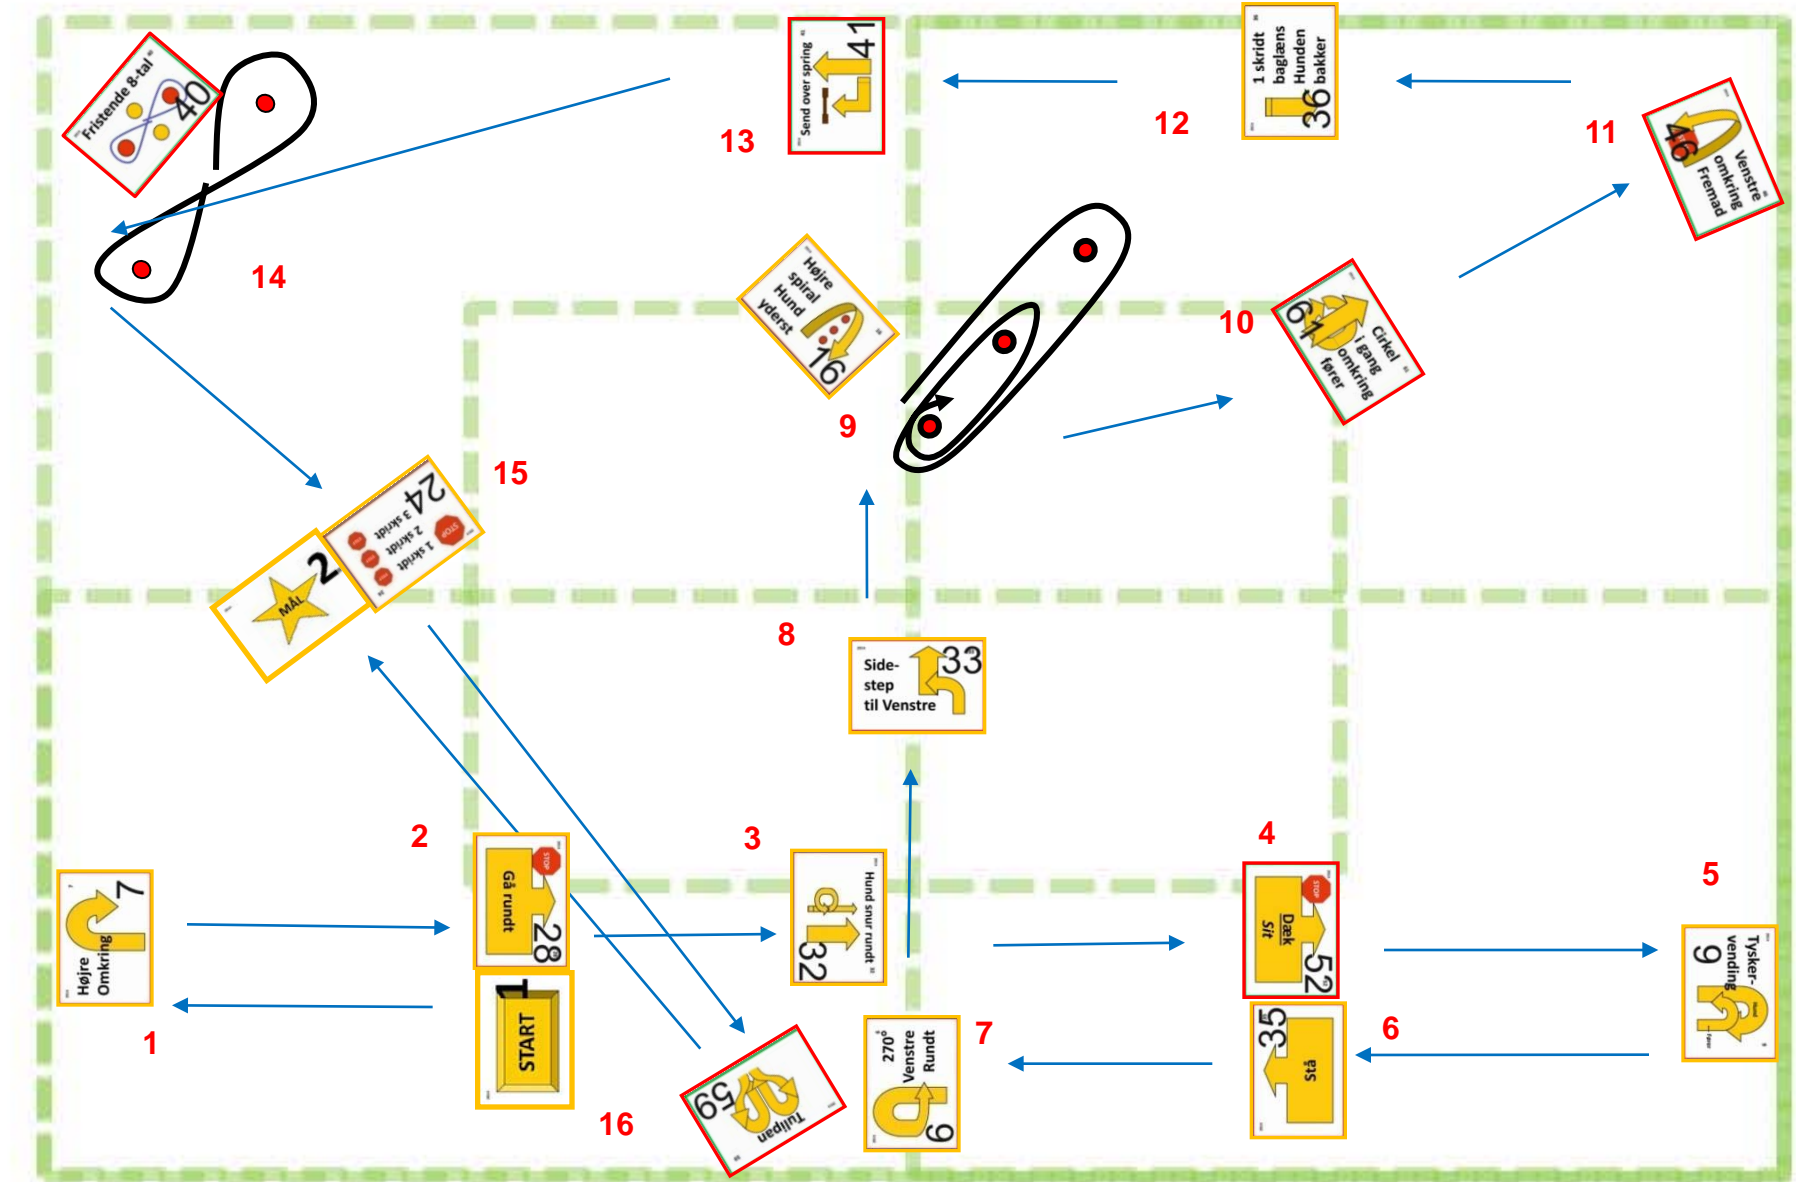 Fristende 8-tal
40
14
Send over spring
41
13
1 skridt
baglæns
Hunden
bakker
36
12
Venstre
omkring
Fremad
46
11
Cirkel
i gang
omkring
fører
61
10
Højre
spiral
Hund
yderst
16
9
15
STOP
1 skridt
2 skridt
3 skridt
24
MÅL
2
8
Side-
step
til Venstre
33
2
STOP
Gå rundt
28
3
Hund snur rundt
32
4
STOP
Dæk
Sit
52
5
Tysker-
vending
9
7
Højre
Omkring
1
START
1
16
Tulipan
59
7
270°
Venstre
Rundt
9
6
Stå
35